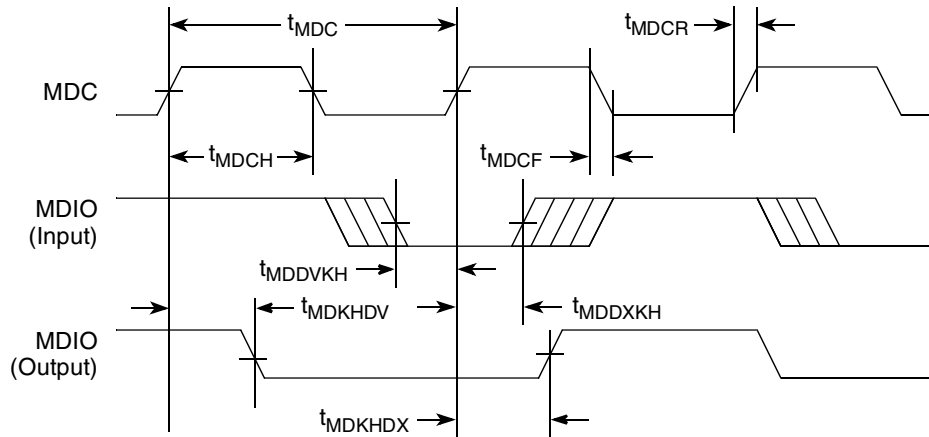 tMDC
tMDCR
MDC
tMDCH
tMDCF
MDIO
(Input)
tMDDVKH
tMDKHDV
tMDDXKH
MDIO
(Output)
tMDKHDX